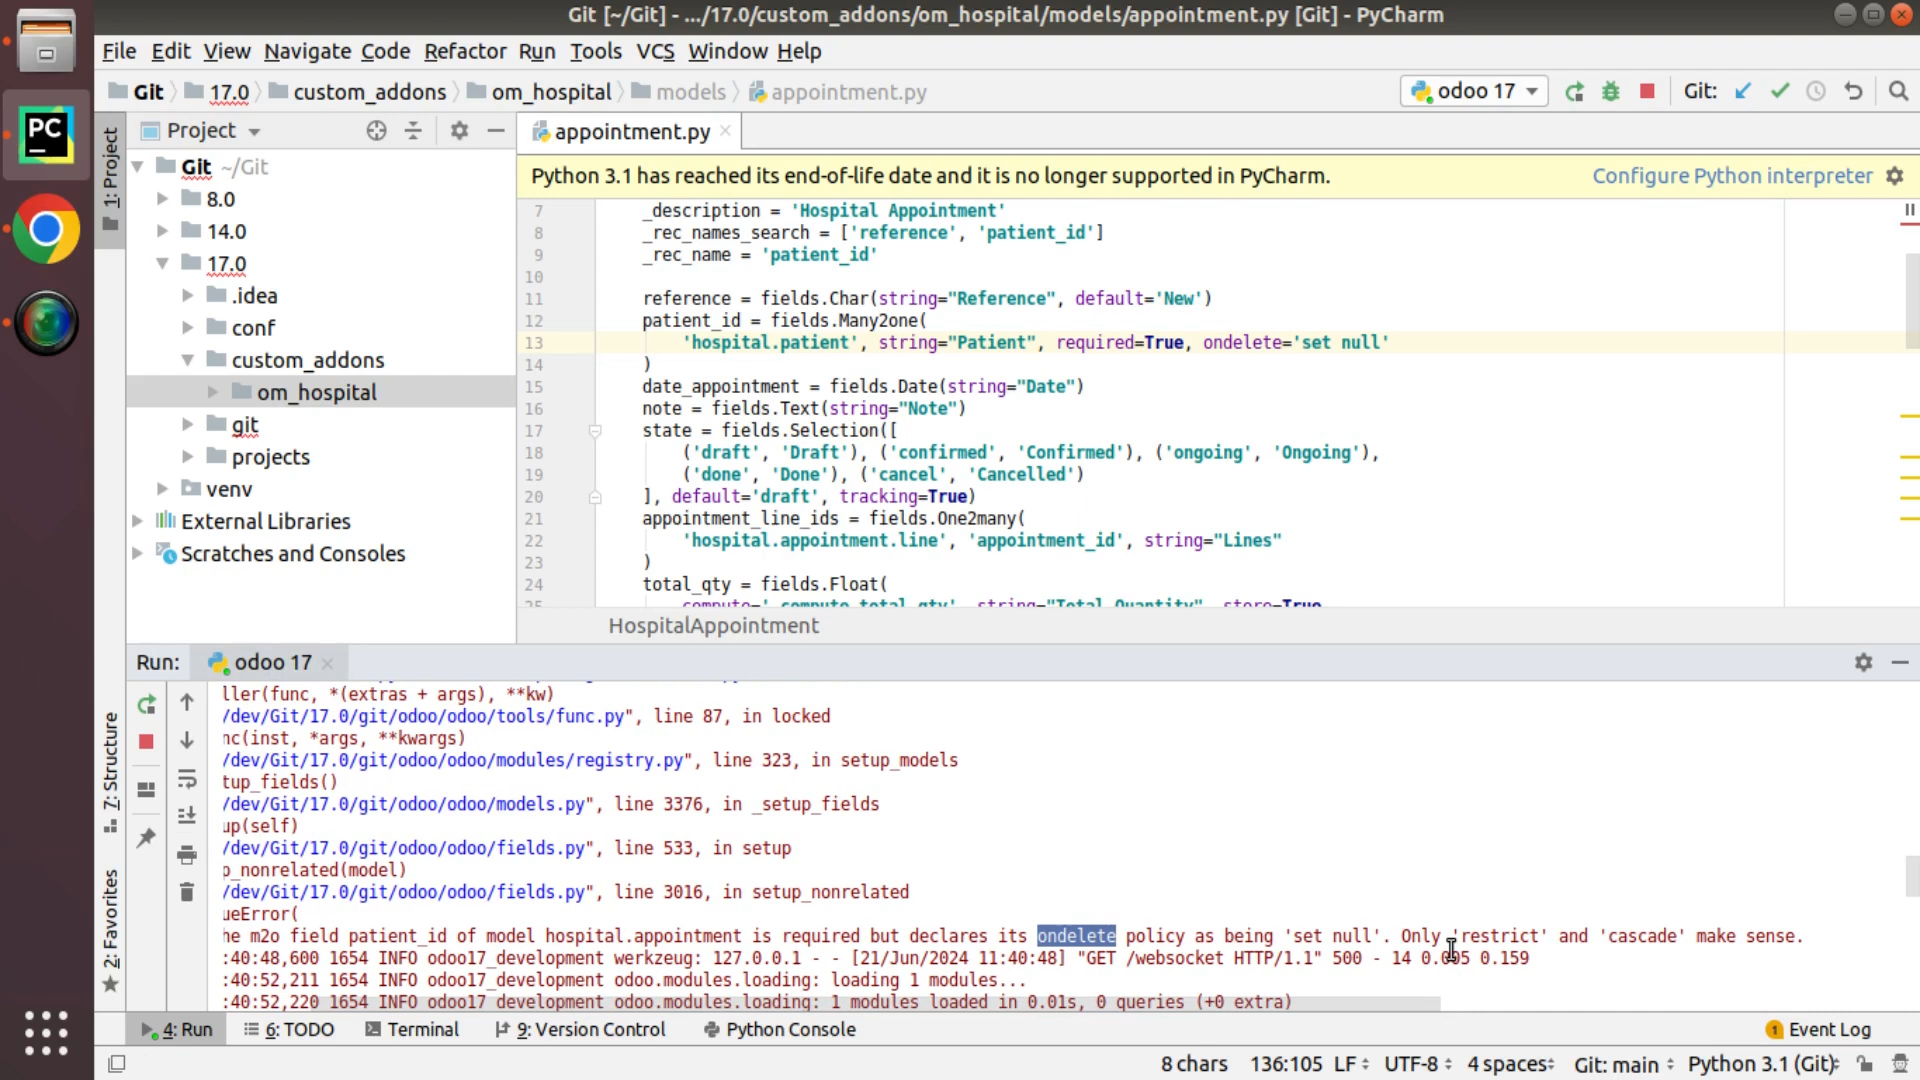 Git [~/Git] - .../17.0/custom_addons/om_hospital/models/appointment.py [Git] - PyCharm
File Edit View Navigate Code Refactor Run Tools VCS Window Help
Git 17.0 custom_addons om_hospital models appointment.py odoo 17 Git:
Project appointment.py
1: Project
7: Structure
2: Favorites
PC
Git ~/Git
8.0
14.0
17.0
.idea
conf
custom_addons
om_hospital
git
projects
venv
External Libraries
Scratches and Consoles
Python 3.1 has reached its end-of-life date and it is no longer supported in PyCharm. Configure Python interpreter
7 _description = 'Hospital Appointment'
8 _rec_names_search = ['reference', 'patient_id']
9 _rec_name = 'patient_id'
10
11 reference = fields.Char(string="Reference", default='New')
12 patient_id = fields.Many2one(
13 'hospital.patient', string="Patient", required=True, ondelete='set null'
14 )
15 date_appointment = fields.Date(string="Date")
16 note = fields.Text(string="Note")
17 state = fields.Selection([
18 ('draft', 'Draft'), ('confirmed', 'Confirmed'), ('ongoing', 'Ongoing'),
19 ('done', 'Done'), ('cancel', 'Cancelled')
20 ], default='draft', tracking=True)
21 appointment_line_ids = fields.One2many(
22 'hospital.appointment.line', 'appointment_id', string="Lines"
23 )
24 total_qty = fields.Float(
25 compute='_compute_total_qty', string="Total Quantity", store=True
HospitalAppointment
Run: odoo 17
ller(func, *(extras + args), **kw)
/dev/Git/17.0/git/odoo/odoo/tools/func.py", line 87, in locked
nc(inst, *args, **kwargs)
/dev/Git/17.0/git/odoo/odoo/modules/registry.py", line 323, in setup_models
tup_fields()
/dev/Git/17.0/git/odoo/odoo/models.py", line 3376, in _setup_fields
up(self)
/dev/Git/17.0/git/odoo/odoo/fields.py", line 533, in setup
p_nonrelated(model)
/dev/Git/17.0/git/odoo/odoo/fields.py", line 3016, in setup_nonrelated
ueError(
he m2o field patient_id of model hospital.appointment is required but declares its ondelete policy as being 'set null'. Only 'restrict' and 'cascade' make sense.
:40:48,600 1654 INFO odoo17_development werkzeug: 127.0.0.1 - - [21/Jun/2024 11:40:48] "GET /websocket HTTP/1.1" 500 - 14 0.005 0.159
:40:52,211 1654 INFO odoo17_development odoo.modules.loading: loading 1 modules...
:40:52,220 1654 INFO odoo17_development odoo.modules.loading: 1 modules loaded in 0.01s, 0 queries (+0 extra)
4: Run 6: TODO Terminal 9: Version Control Python Console 1 Event Log
8 chars 136:105 LF UTF-8 4 spaces Git: main Python 3.1 (Git)